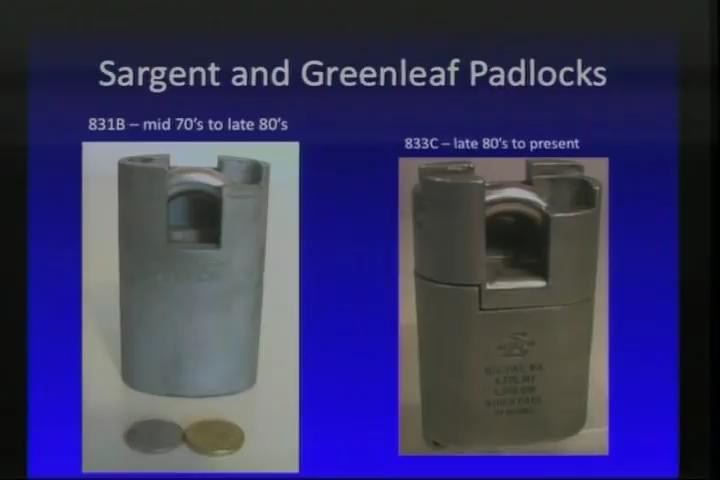 Sargent and Greenleaf Padlocks
831B – mid 70's to late 80's
833C – late 80's to present